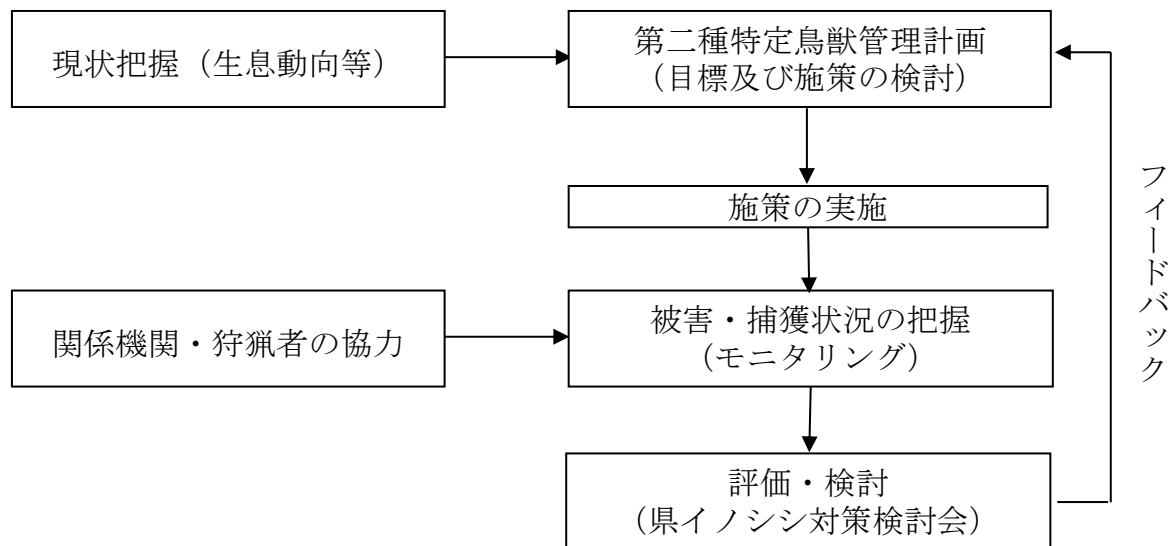 現状把握（生息動向等）
第二種特定鳥獣管理計画
（目標及び施策の検討）
施策の実施
関係機関・狩猟者の協力
被害・捕獲状況の把握
（モニタリング）
評価・検討
（県イノシシ対策検討会）
フィードバック